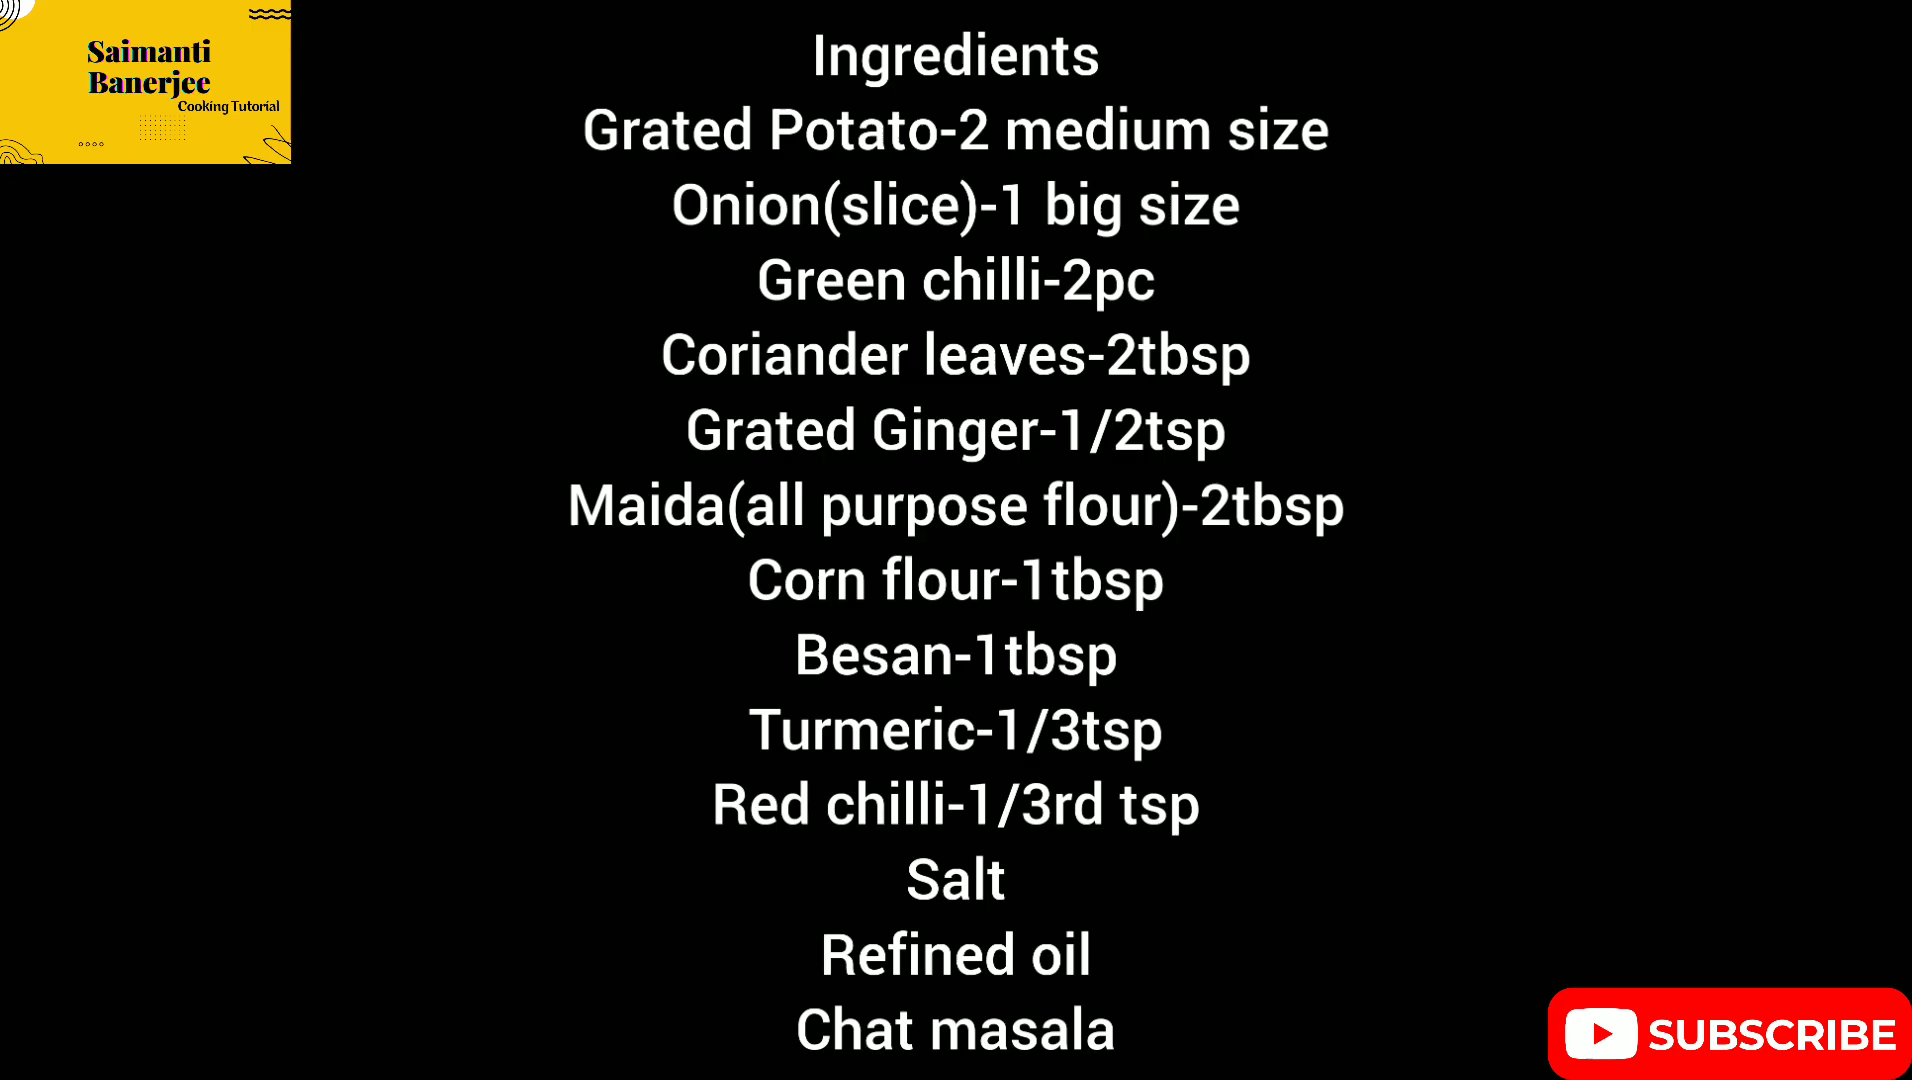 Saimanti
Banerjee
Cooking Tutorial
Ingredients
Grated Potato-2 medium size
Onion(slice)-1 big size
Green chilli-2pc
Coriander leaves-2tbsp
Grated Ginger-1/2tsp
Maida(all purpose flour)-2tbsp
Corn flour-1tbsp
Besan-1tbsp
Turmeric-1/3tsp
Red chilli-1/3rd tsp
Salt
Refined oil
Chat masala
SUBSCRIBE